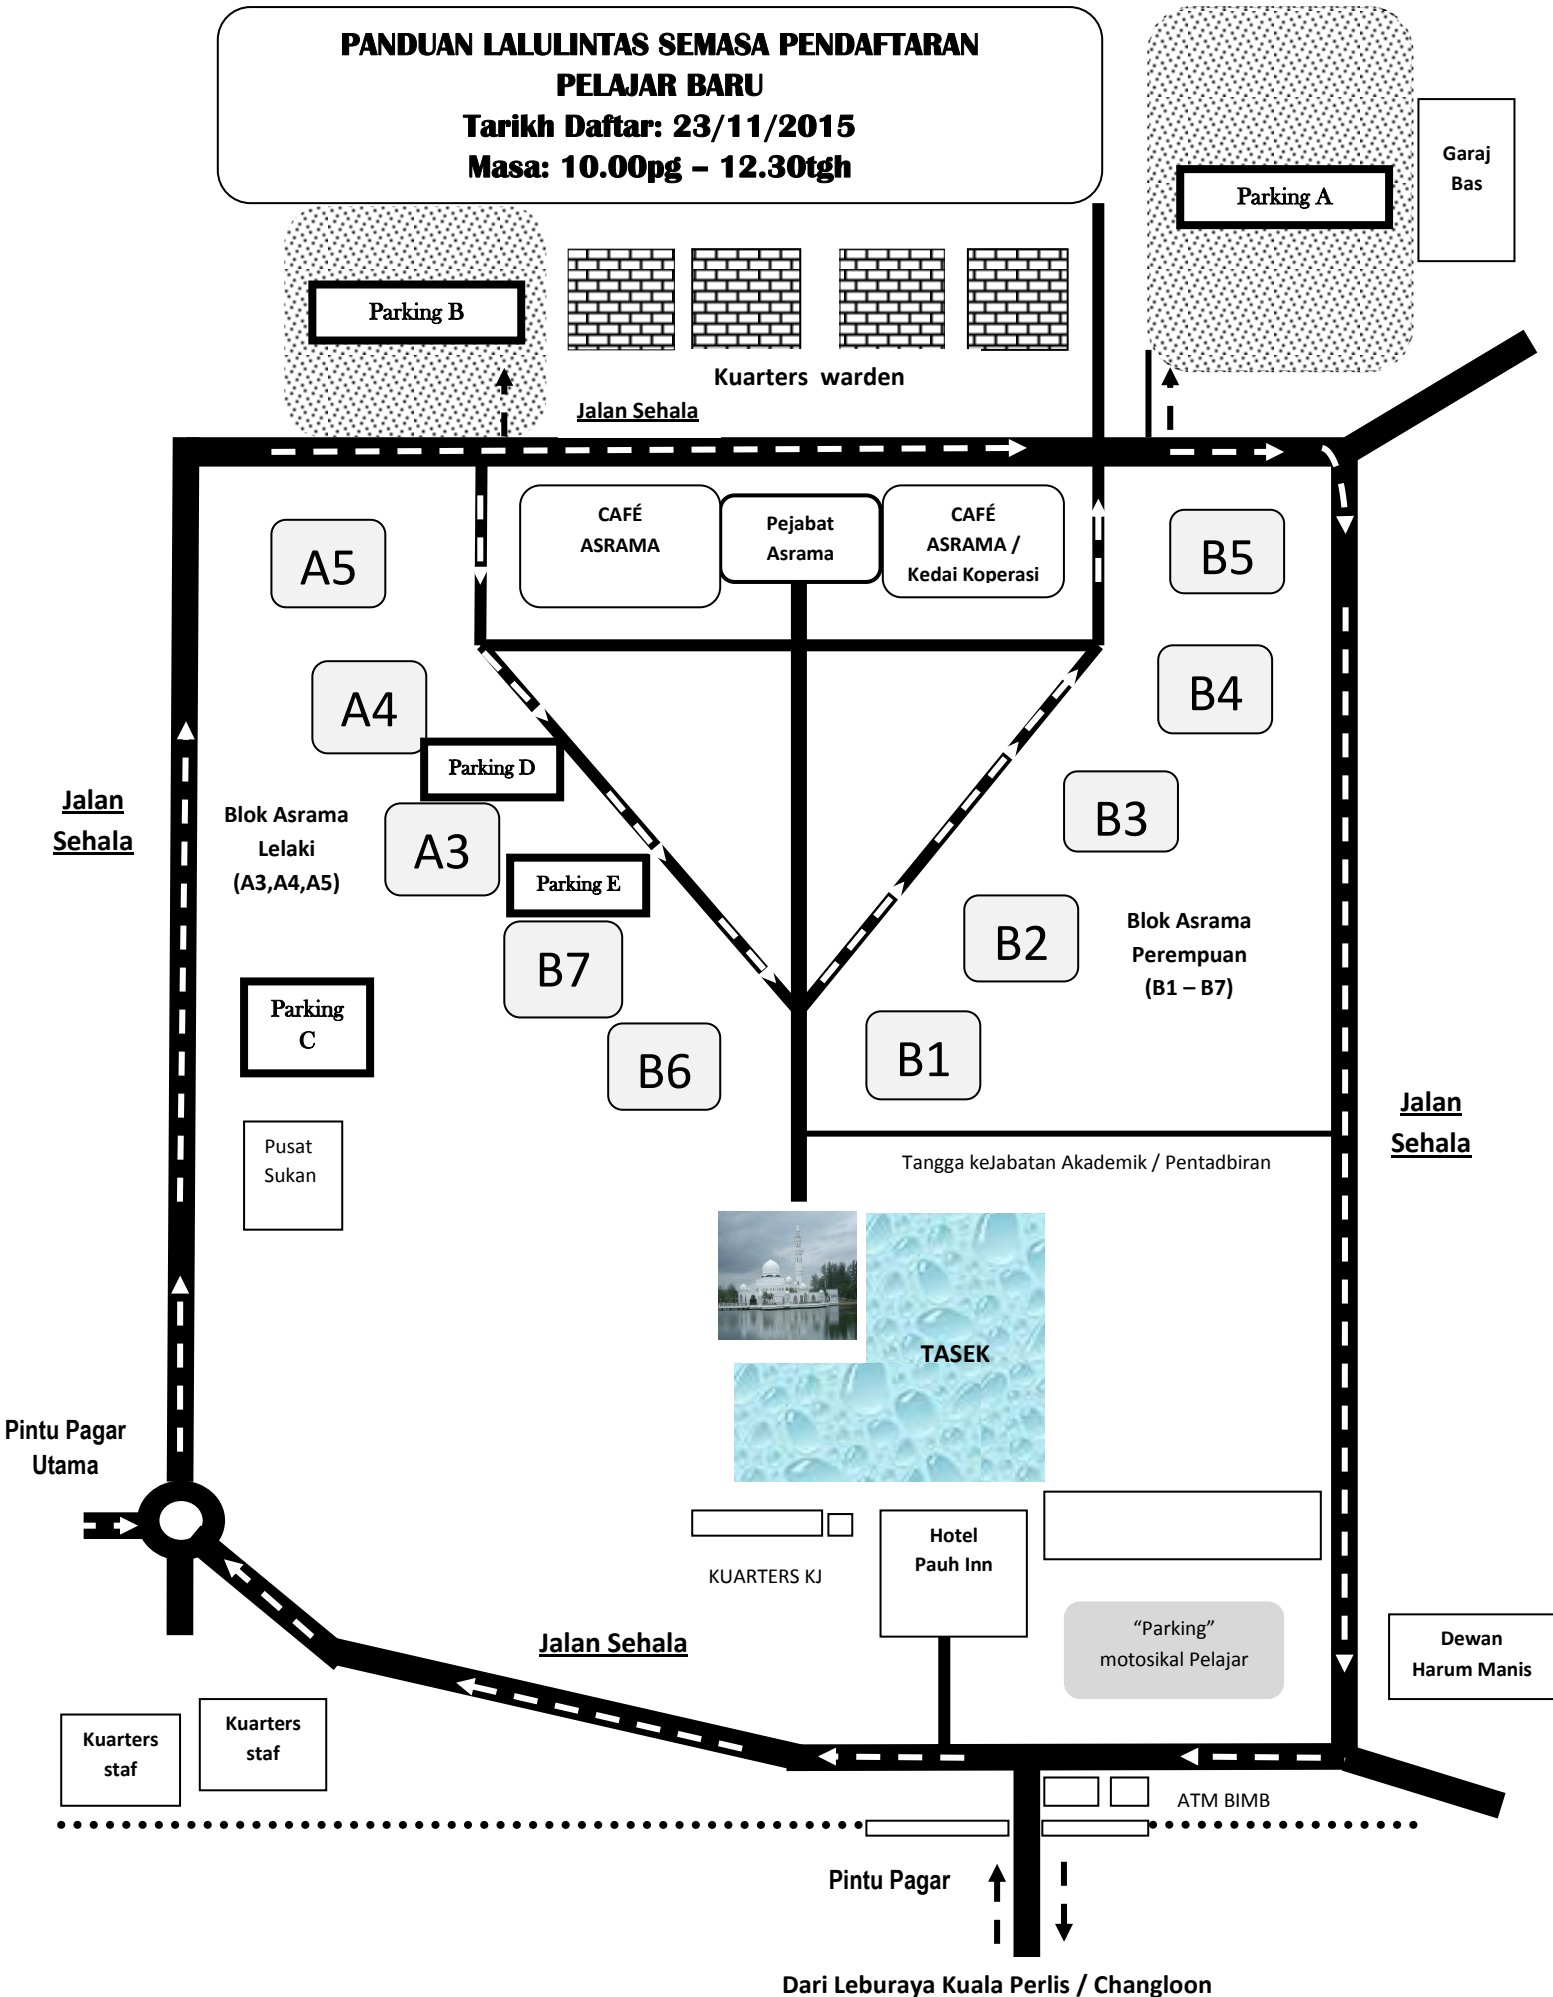 PANDUAN LALULINTAS SEMASA PENDAFTARAN
PELAJAR BARU
Tarikh Daftar: 23/11/2015
Masa: 10.00pg – 12.30tgh
Parking A
Garaj
Bas
Parking B
Kuarters warden
Jalan Sehala
CAFÉ
ASRAMA
Pejabat
Asrama
CAFÉ
ASRAMA /
Kedai Koperasi
A5
B5
A4
B4
Parking D
Jalan
Sehala
Blok Asrama
Lelaki
(A3,A4,A5)
A3
B3
Parking E
B7
B2
Blok Asrama
Perempuan
(B1 – B7)
Parking
C
B6
B1
Jalan
Sehala
Pusat
Sukan
Tangga keJabatan Akademik / Pentadbiran
TASEK
Pintu Pagar
Utama
Hotel
Pauh Inn
KUARTERS KJ
Jalan Sehala
“Parking”
motosikal Pelajar
Dewan
Harum Manis
Kuarters
staf
Kuarters
staf
ATM BIMB
Pintu Pagar
Dari Leburaya Kuala Perlis / Changloon